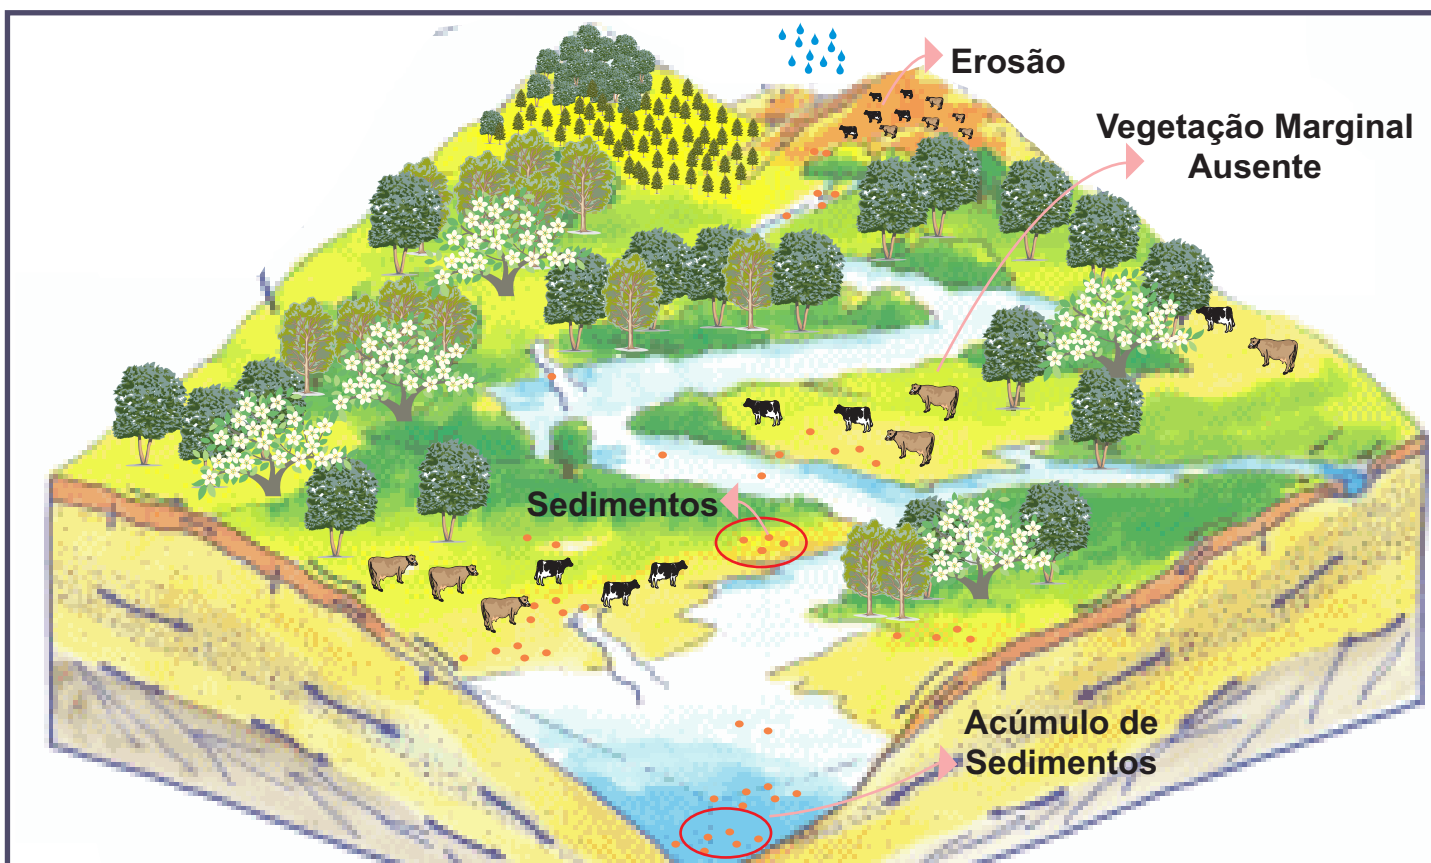 Erosão
Vegetação Marginal
Ausente
Sedimentos
Acúmulo de
Sedimentos